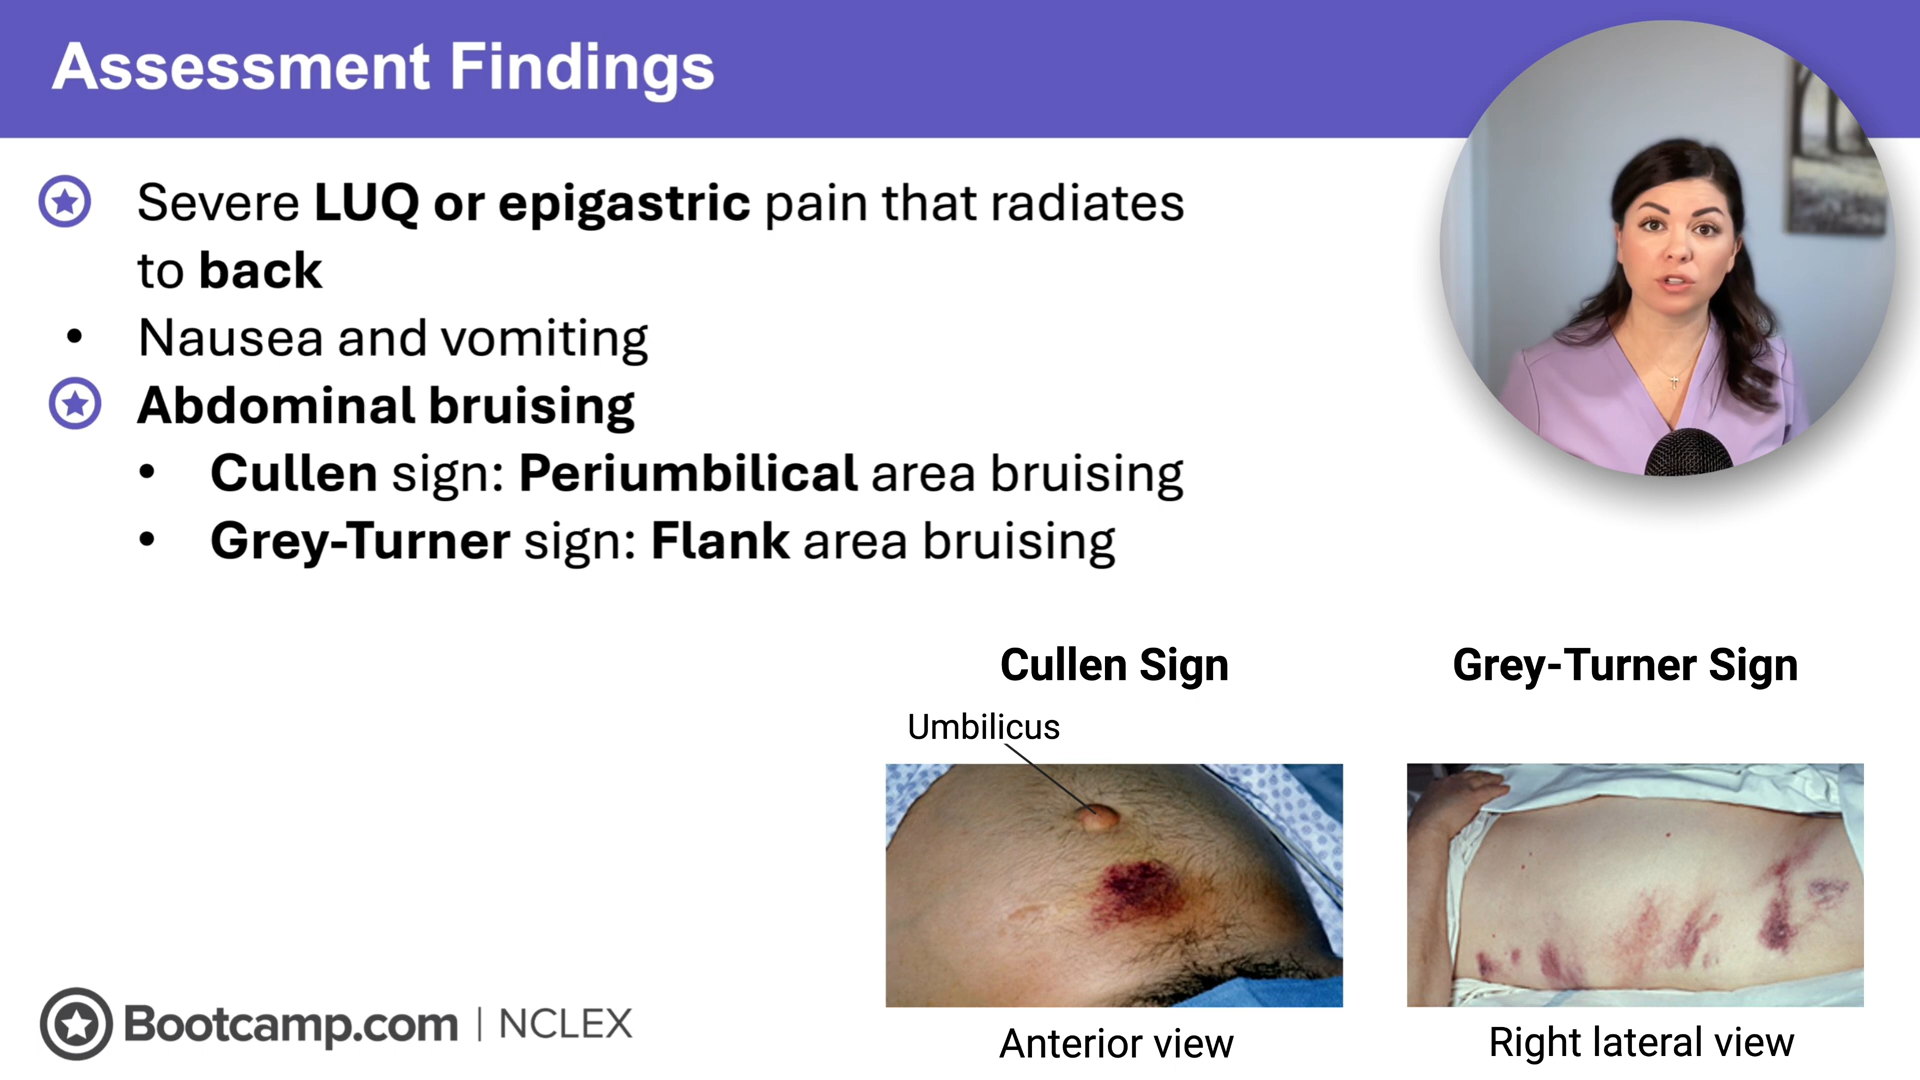 Assessment Findings
Severe LUQ or epigastric pain that radiates
to back
• Nausea and vomiting
Abdominal bruising
• Cullen sign: Periumbilical area bruising
• Grey-Turner sign: Flank area bruising
Cullen Sign
Umbilicus
Anterior view
Grey-Turner Sign
Right lateral view
Bootcamp.com | NCLEX